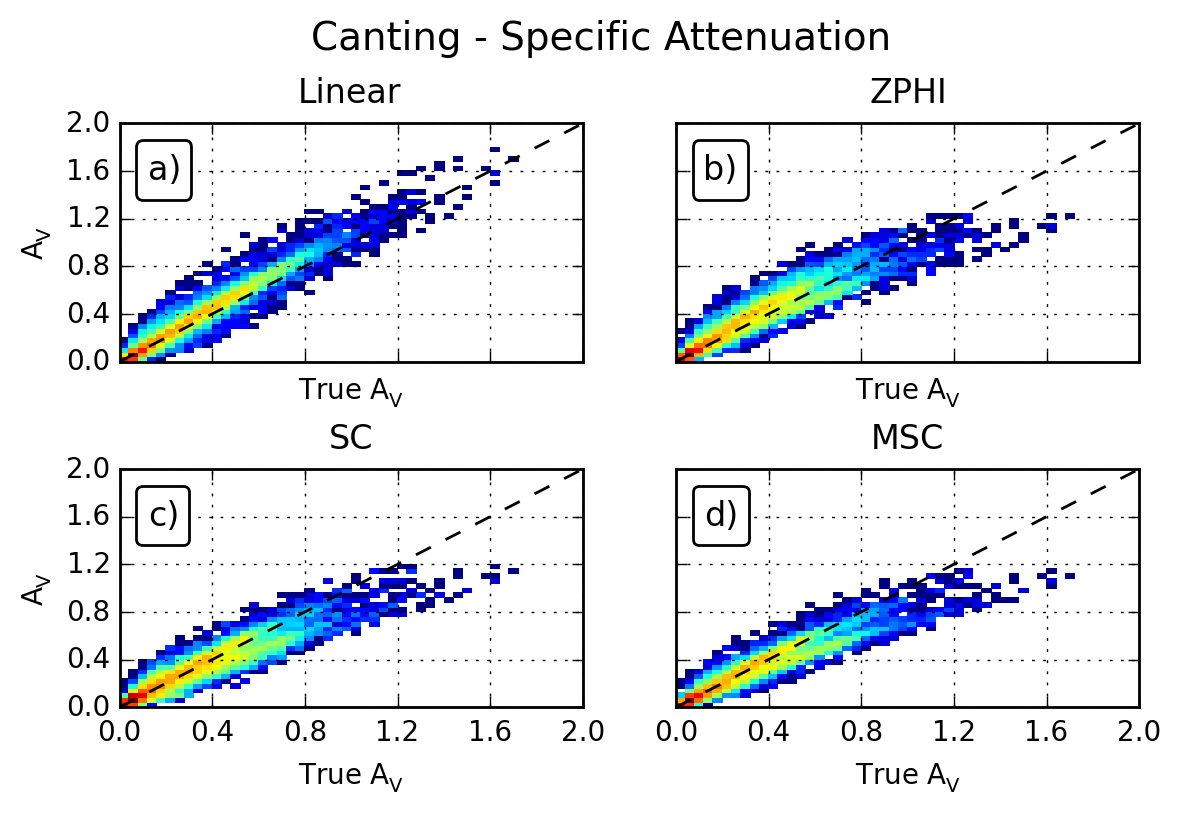 Canting - Specific Attenuation
Linear
2.0
1.6
1.2
0.8
0.4
0.0
A_V
a)
True A_V
ZPHI
b)
True A_V
SC
2.0
1.6
1.2
0.8
0.4
0.0
A_V
c)
0.0 0.4 0.8 1.2 1.6 2.0
True A_V
MSC
d)
0.0 0.4 0.8 1.2 1.6 2.0
True A_V